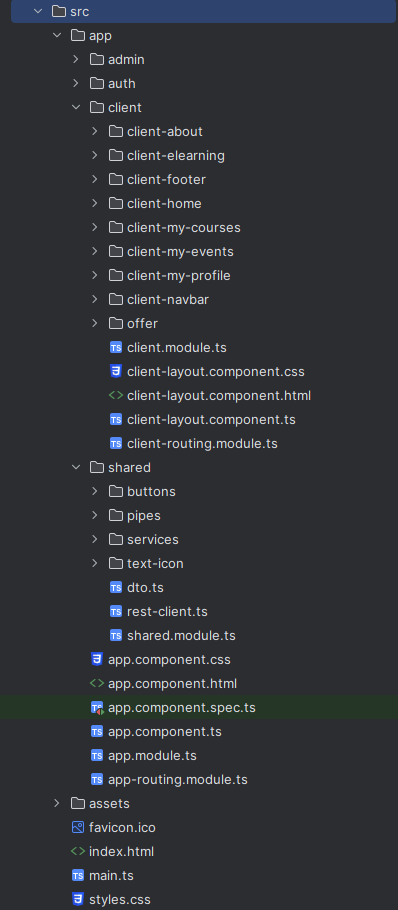 src
app
admin
auth
client
client-about
client-elearning
client-footer
client-home
client-my-courses
client-my-events
client-my-profile
client-navbar
offer
TS client.module.ts
client-layout.component.css
<> client-layout.component.html
TS client-layout.component.ts
TS client-routing.module.ts
shared
buttons
pipes
services
text-icon
TS dto.ts
TS rest-client.ts
TS shared.module.ts
app.component.css
<> app.component.html
TS app.component.spec.ts
TS app.component.ts
TS app.module.ts
TS app-routing.module.ts
assets
favicon.ico
<> index.html
TS main.ts
styles.css